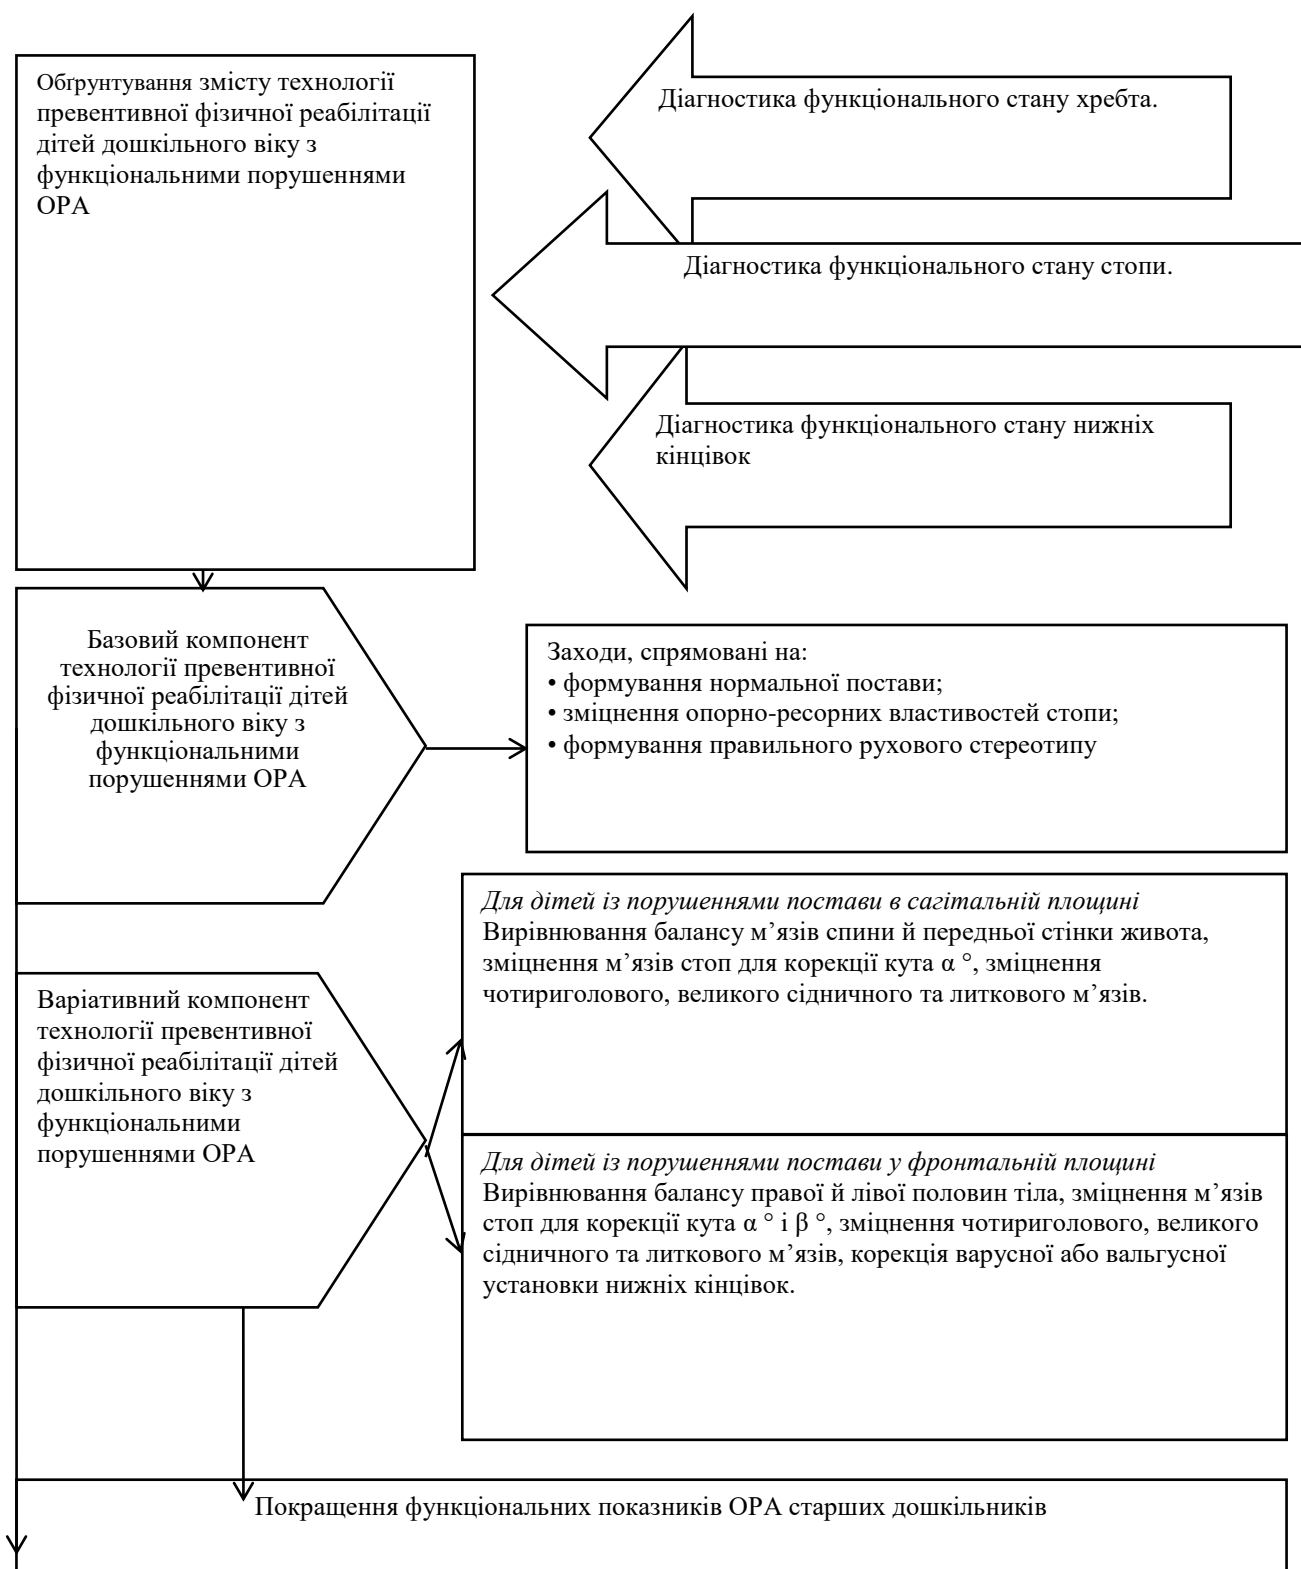 Обґрунтування змісту технології
превентивної фізичної реабілітації
дітей дошкільного віку з
функціональними порушеннями
ОРА
Діагностика функціонального стану хребта.
Діагностика функціонального стану стопи.
Діагностика функціонального стану нижніх
кінцівок
Базовий компонент
технології превентивної
фізичної реабілітації дітей
дошкільного віку з
функціональними
порушеннями ОРА
Заходи, спрямовані на:
• формування нормальної постави;
• зміцнення опорно-ресорних властивостей стопи;
• формування правильного рухового стереотипу
Варіативний компонент
технології превентивної
фізичної реабілітації дітей
дошкільного віку з
функціональними
порушеннями ОРА
Для дітей із порушеннями постави в сагітальній площині
Вирівнювання балансу м’язів спини й передньої стінки живота,
зміцнення м’язів стоп для корекції кута α °, зміцнення
чотириголового, великого сідничного та литкового м’язів.
Для дітей із порушеннями постави у фронтальній площині
Вирівнювання балансу правої й лівої половин тіла, зміцнення м’язів
стоп для корекції кута α ° і β °, зміцнення чотириголового, великого
сідничного та литкового м’язів, корекція варусної або вальгусної
установки нижніх кінцівок.
Покращення функціональних показників ОРА старших дошкільників